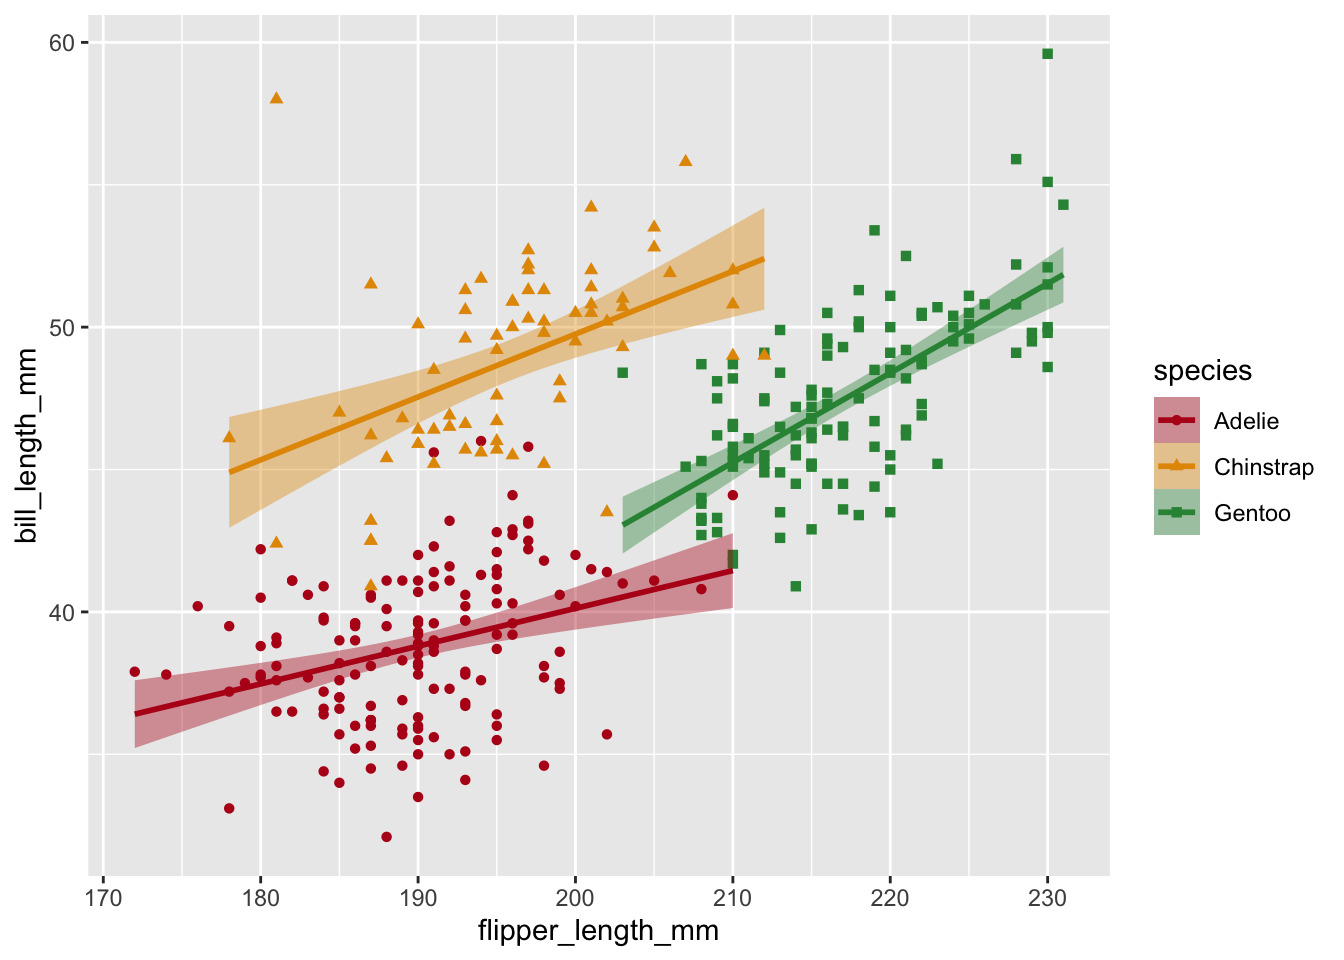 60
50
40
bill_length_mm
170 180 190 200 210 220 230
flipper_length_mm
species
Adelie
Chinstrap
Gentoo